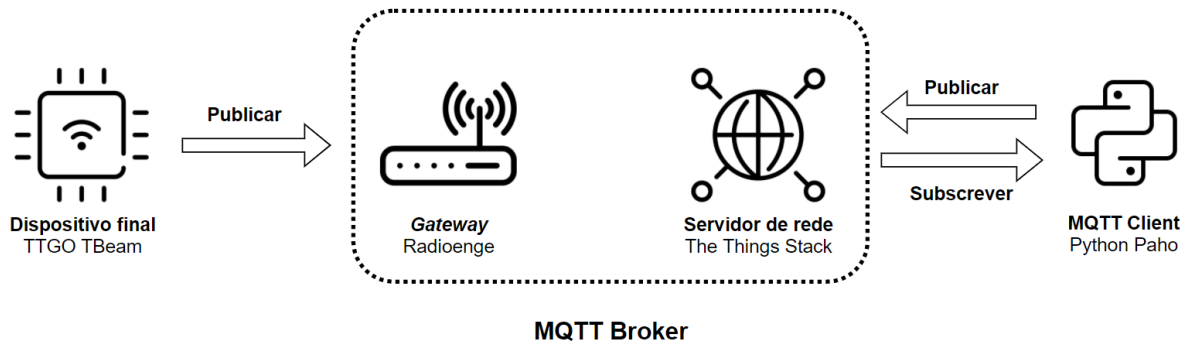 Publicar
Dispositivo final
TTGO TBeam
Gateway
Radioenge
Servidor de rede
The Things Stack
Publicar
Subscrever
MQTT Client
Python Paho
MQTT Broker